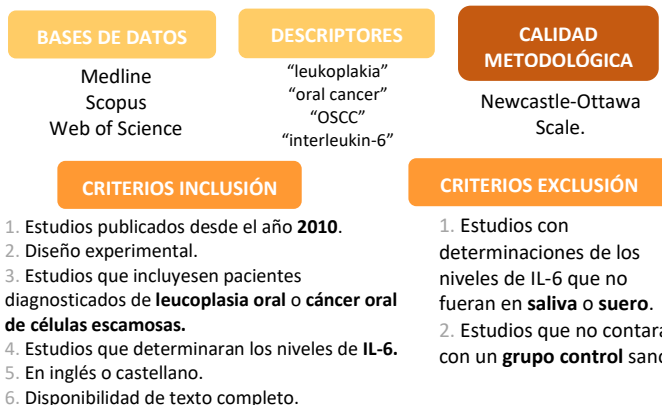 BASES DE DATOS
Medline
Scopus
Web of Science
DESCRIPTORES
“leukoplakia”
“oral cancer”
“OSCC”
“interleukin-6”
CALIDAD
METODOLÓGICA
Newcastle-Ottawa
Scale.
CRITERIOS INCLUSIÓN
1. Estudios publicados desde el año 2010.
2. Diseño experimental.
3. Estudios que incluyesen pacientes
diagnosticados de leucoplasia oral o cáncer oral
de células escamosas.
4. Estudios que determinaran los niveles de IL-6.
5. En inglés o castellano.
6. Disponibilidad de texto completo.
CRITERIOS EXCLUSIÓN
1. Estudios con
determinaciones de los
niveles de IL-6 que no
fueran en saliva o suero.
2. Estudios que no contara
con un grupo control